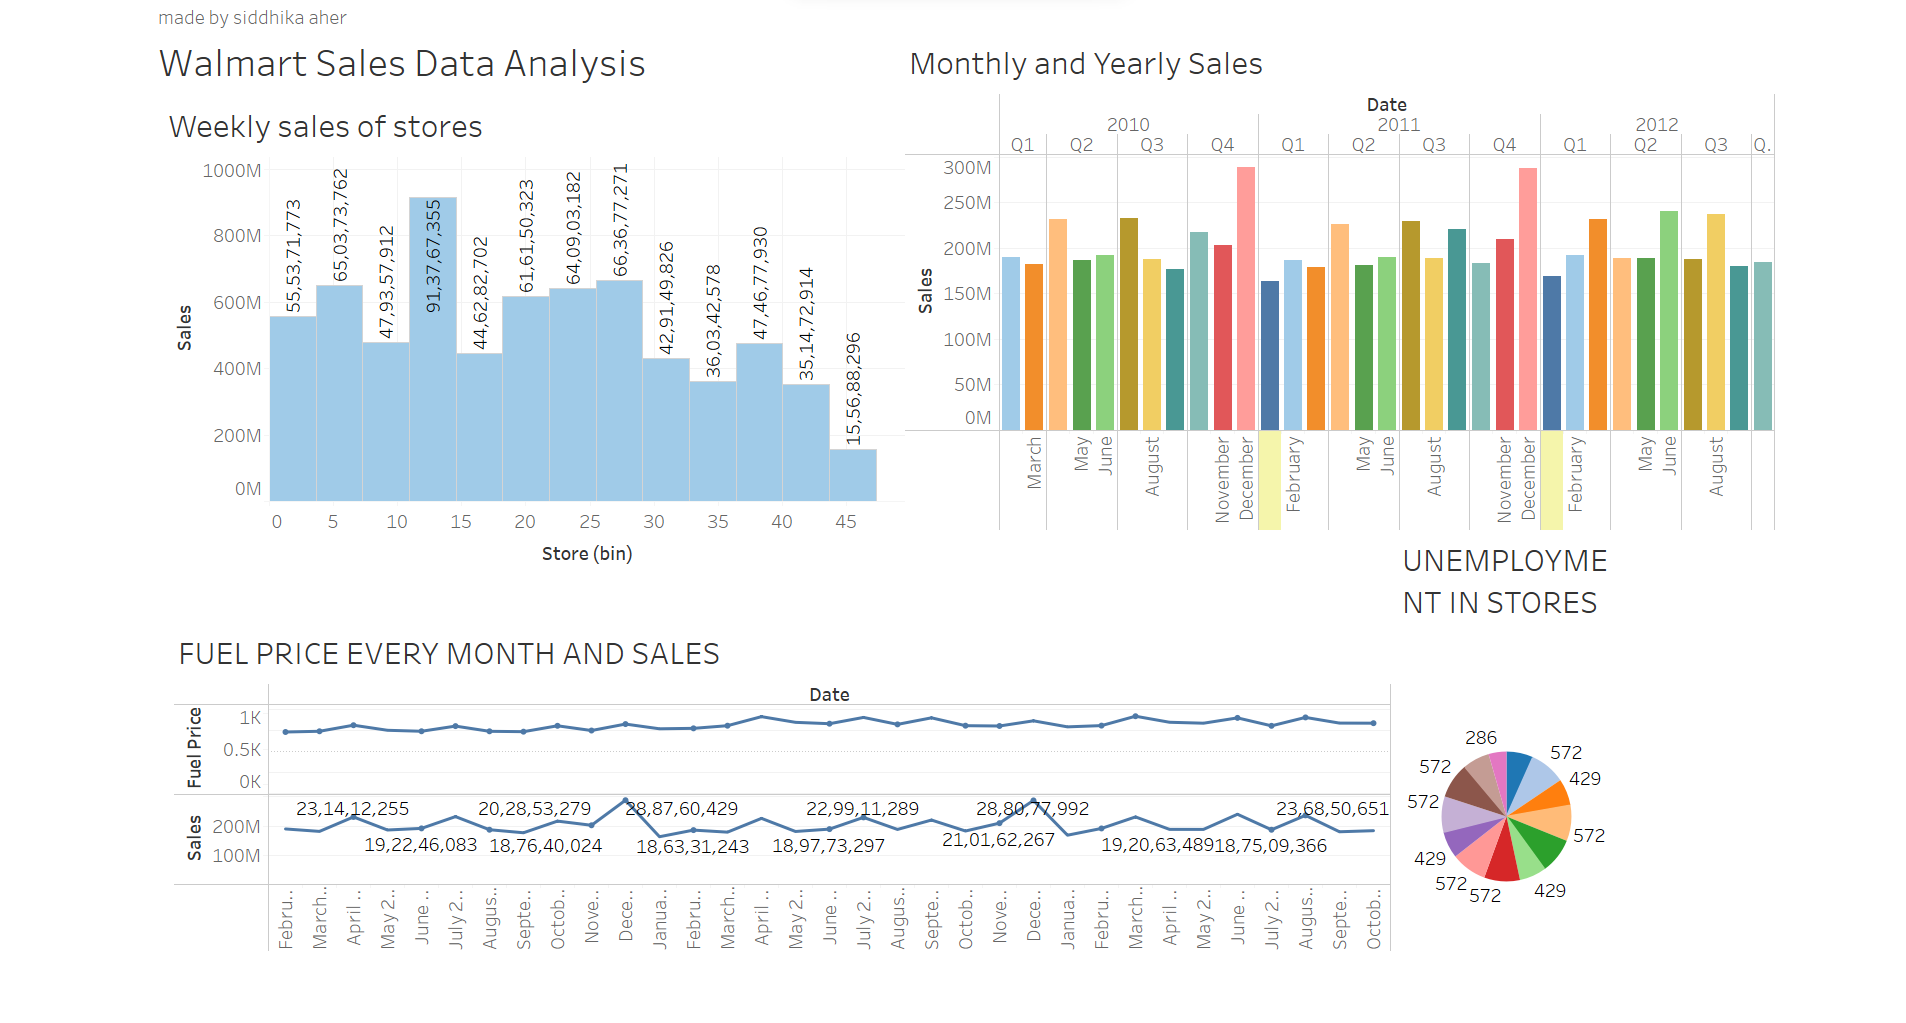 made by siddhika aher
Walmart Sales Data Analysis
Weekly sales of stores
Sales
1000M
800M
600M
400M
200M
0M
55,53,71,773
65,03,73,762
47,93,57,912
91,37,67,355
44,62,82,702
61,61,50,323
64,09,03,182
66,36,77,271
42,91,49,826
36,03,42,578
47,46,77,930
35,14,72,914
15,56,88,296
0 5 10 15 20 25 30 35 40 45
Store (bin)
Monthly and Yearly Sales
Date
2010 2011 2012
Q1 Q2 Q3 Q4 Q1 Q2 Q3 Q4 Q1 Q2 Q3 Q.
Sales
300M
250M
200M
150M
100M
50M
0M
March May June August November December February May June August November December February May June August
FUEL PRICE EVERY MONTH AND SALES
Date
Fuel Price
1K
0.5K
0K
Sales
200M
100M
23,14,12,255 20,28,53,279 28,87,60,429 22,99,11,289 28,80,77,992 23,68,50,651
19,22,46,083 18,76,40,024 18,63,31,243 18,97,73,297 21,01,62,267 19,20,63,489 18,75,09,366
Febru.. March.. April .. May 2.. June .. July 2.. Augus.. Septe.. Octob.. Nove.. Dece.. Janua.. Febru.. March.. April .. May 2.. June .. July 2.. Augus.. Septe.. Octob.. Nove.. Dece.. Janua.. Febru.. March.. April .. May 2.. June .. July 2.. Augus.. Septe.. Octob..
UNEMPLOYME
NT IN STORES
286
572
429
572
429
572
572
429
572
572